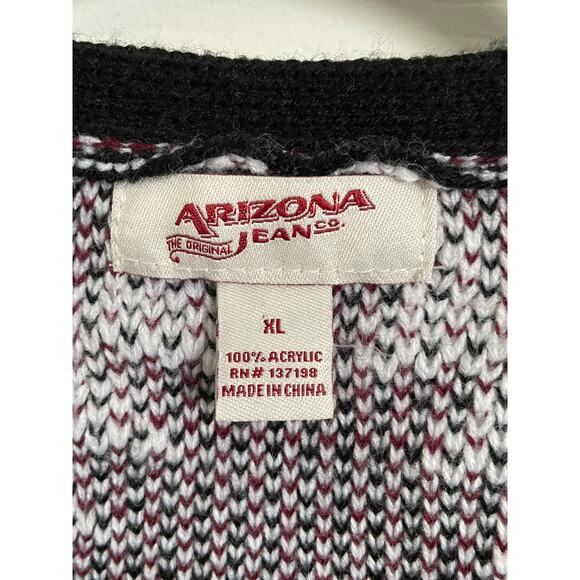 ARIZONA
THE ORIGINAL JEAN CO.
XL
100% ACRYLIC
RN# 137198
MADE IN CHINA